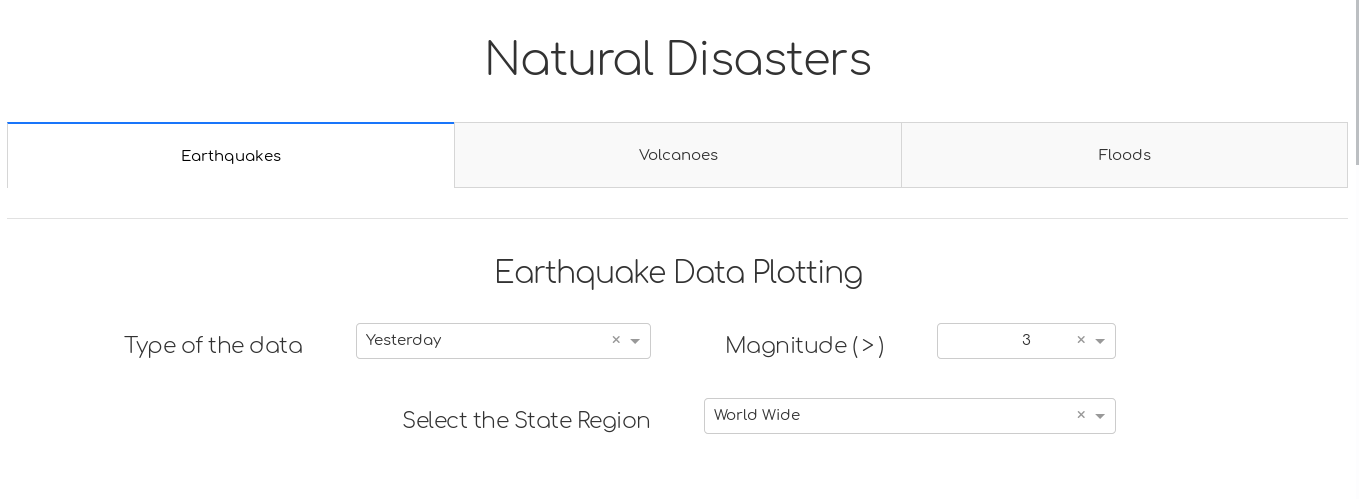 Natural Disasters
Earthquakes
Volcanoes
Floods
Earthquake Data Plotting
Type of the data
Yesterday
×
Magnitude ( > )
3
×
Select the State Region
World Wide
×